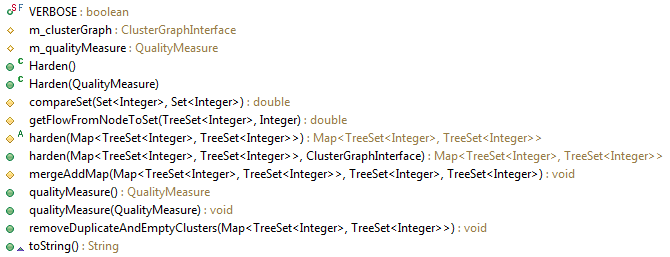 S F VERBOSE : boolean
m_clusterGraph : ClusterGraphInterface
m_qualityMeasure : QualityMeasure
C Harden()
C Harden(QualityMeasure)
compareSet(Set<Integer>, Set<Integer>) : double
getFlowFromNodeToSet(TreeSet<Integer>, Integer) : double
A harden(Map<TreeSet<Integer>, TreeSet<Integer>>) : Map<TreeSet<Integer>, TreeSet<Integer>>
harden(Map<TreeSet<Integer>, TreeSet<Integer>>, ClusterGraphInterface) : Map<TreeSet<Integer>, TreeSet<Integer>>
mergeAddMap(Map<TreeSet<Integer>, TreeSet<Integer>>, TreeSet<Integer>, TreeSet<Integer>) : void
qualityMeasure() : QualityMeasure
qualityMeasure(QualityMeasure) : void
removeDuplicateAndEmptyClusters(Map<TreeSet<Integer>, TreeSet<Integer>>) : void
toString() : String